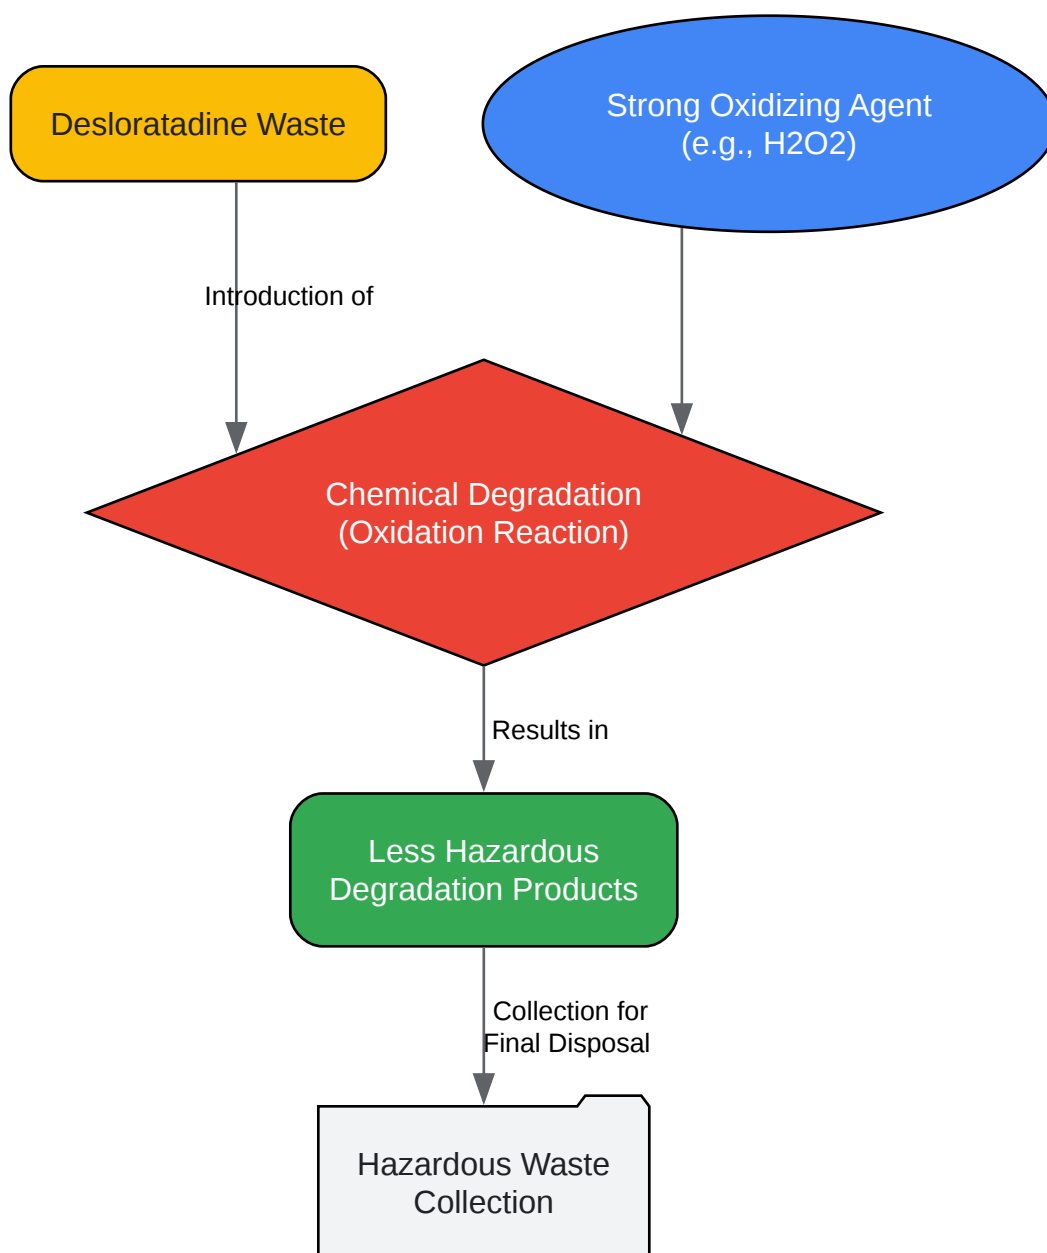 Desloratadine Waste
Strong Oxidizing Agent
(e.g., H2O2)
Introduction of
Chemical Degradation
(Oxidation Reaction)
Results in
Less Hazardous
Degradation Products
Collection for
Final Disposal
Hazardous Waste
Collection